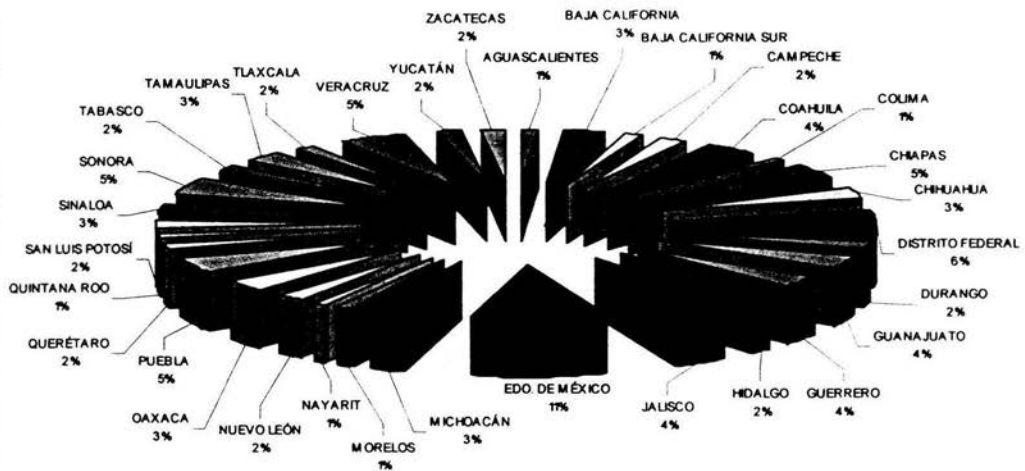 ZACATECAS
2%
BAJA CALIFORNIA
3%
AGUASCALIENTES
1%
BAJA CALIFORNIA SUR
1%
CAMPECHE
2%
COAHUILA
4%
COLIMA
1%
CHIAPAS
5%
CHIHUAHUA
3%
DISTRITO FEDERAL
6%
DURANGO
2%
GUANAJUATO
4%
GUERRERO
4%
HIDALGO
2%
JALISCO
4%
EDO. DE MÉXICO
11%
MICHOACÁN
3%
MORELOS
1%
NAYARIT
1%
NUEVO LEÓN
2%
OAXACA
3%
PUEBLA
5%
QUERÉTARO
2%
QUINTANA ROO
1%
SAN LUIS POTOSÍ
2%
SINALOA
3%
SONORA
5%
TABASCO
2%
TAMAULIPAS
3%
TLAXCALA
2%
VERACRUZ
5%
YUCATÁN
2%